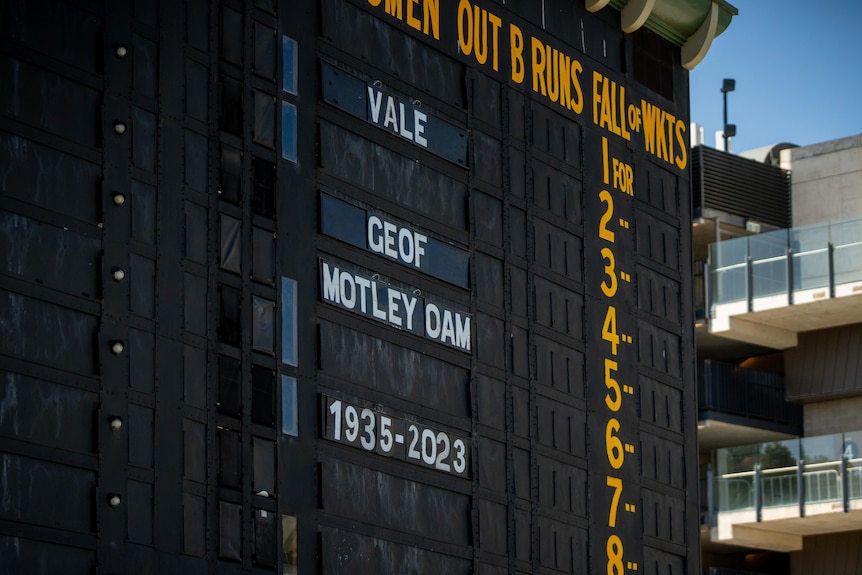 OUT B RUNS FALL OF WKTS
VALE
GEOF
MOTLEY OAM
1935-2023
1 FOR
2 "
3 "
4 "
5 "
6 "
7 "
8 "